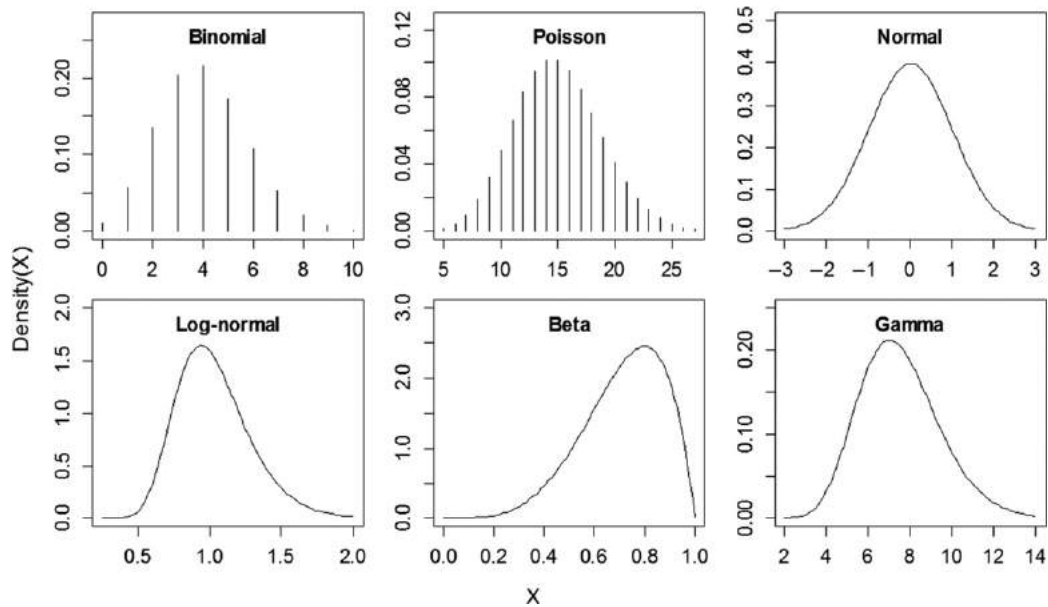 Density(X)
Binomial
0.00 0.10 0.20
0 2 4 6 8 10
Poisson
0.00 0.04 0.08 0.12
5 10 15 20 25
Normal
0.0 0.1 0.2 0.3 0.4 0.5
−3 −2 −1 0 1 2 3
Log-normal
0.0 0.5 1.0 1.5 2.0
0.5 1.0 1.5 2.0
Beta
0.0 1.0 2.0 3.0
0.0 0.2 0.4 0.6 0.8 1.0
Gamma
0.00 0.10 0.20
2 4 6 8 10 12 14
X